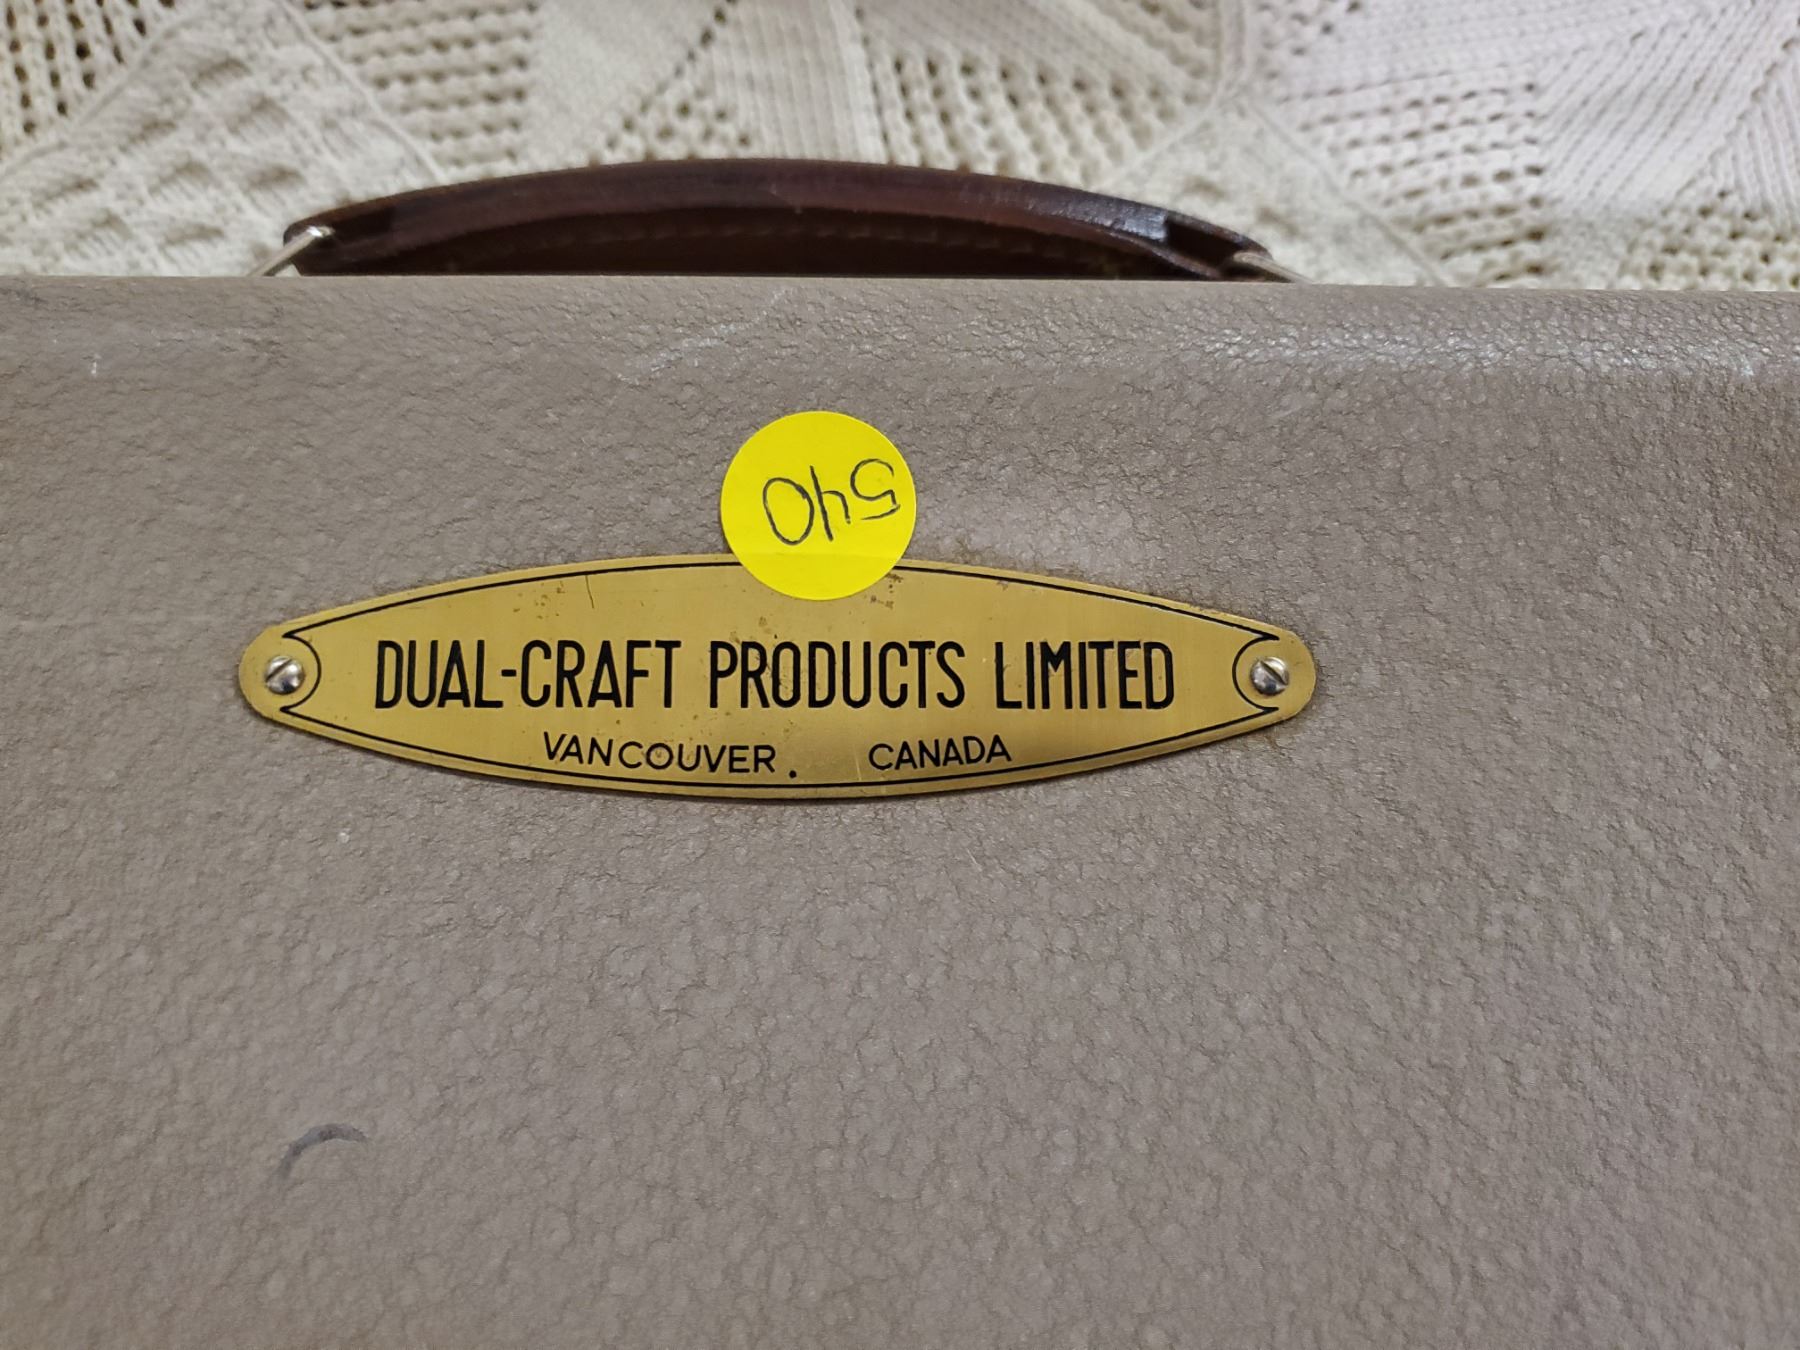 540
DUAL-CRAFT PRODUCTS LIMITED
VANCOUVER. CANADA